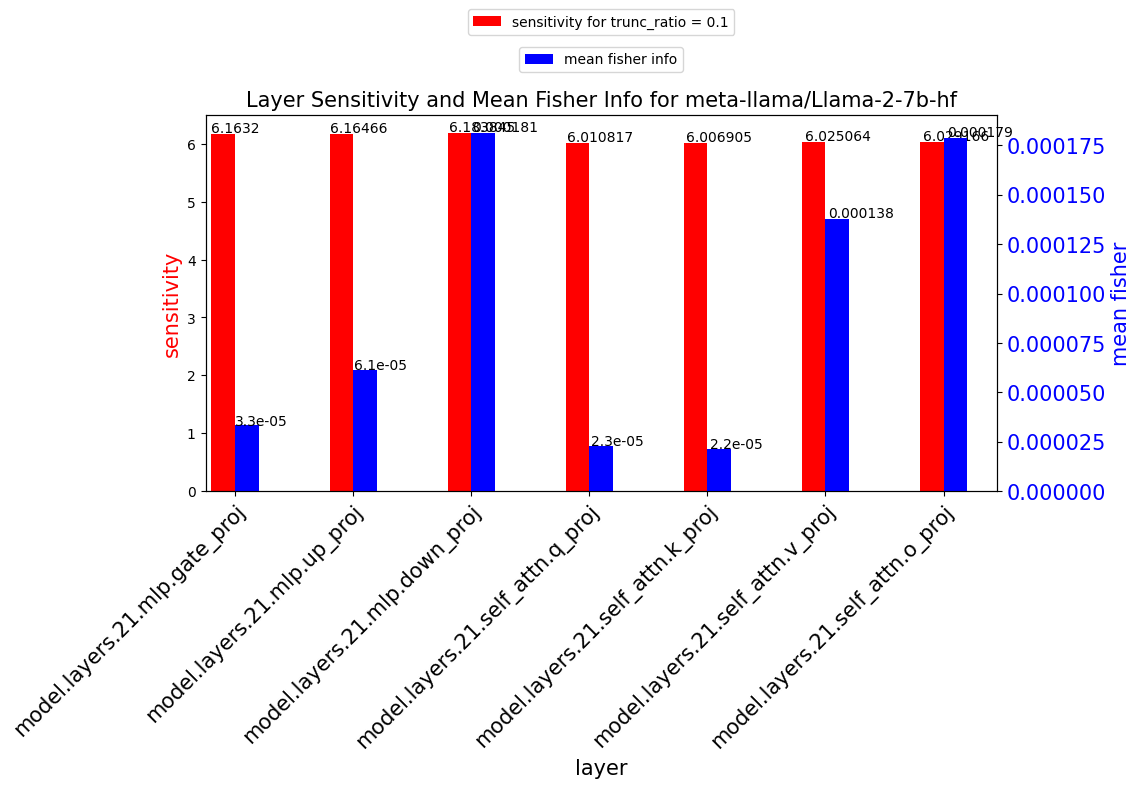 sensitivity for trunc_ratio = 0.1
mean fisher info
Layer Sensitivity and Mean Fisher Info for meta-llama/Llama-2-7b-hf
6.1632
6.16466
6.183845
0.000181
6.010817
6.006905
6.025064
6.029166
0.000179
0.000138
6.1e-05
3.3e-05
2.3e-05
2.2e-05
6
5
4
3
2
1
0
sensitivity
0.000175
0.000150
0.000125
0.000100
0.000075
0.000050
0.000025
0.000000
mean fisher
model.layers.21.mlp.gate_proj
model.layers.21.mlp.up_proj
model.layers.21.mlp.down_proj
model.layers.21.self_attn.q_proj
model.layers.21.self_attn.k_proj
model.layers.21.self_attn.v_proj
model.layers.21.self_attn.o_proj
layer